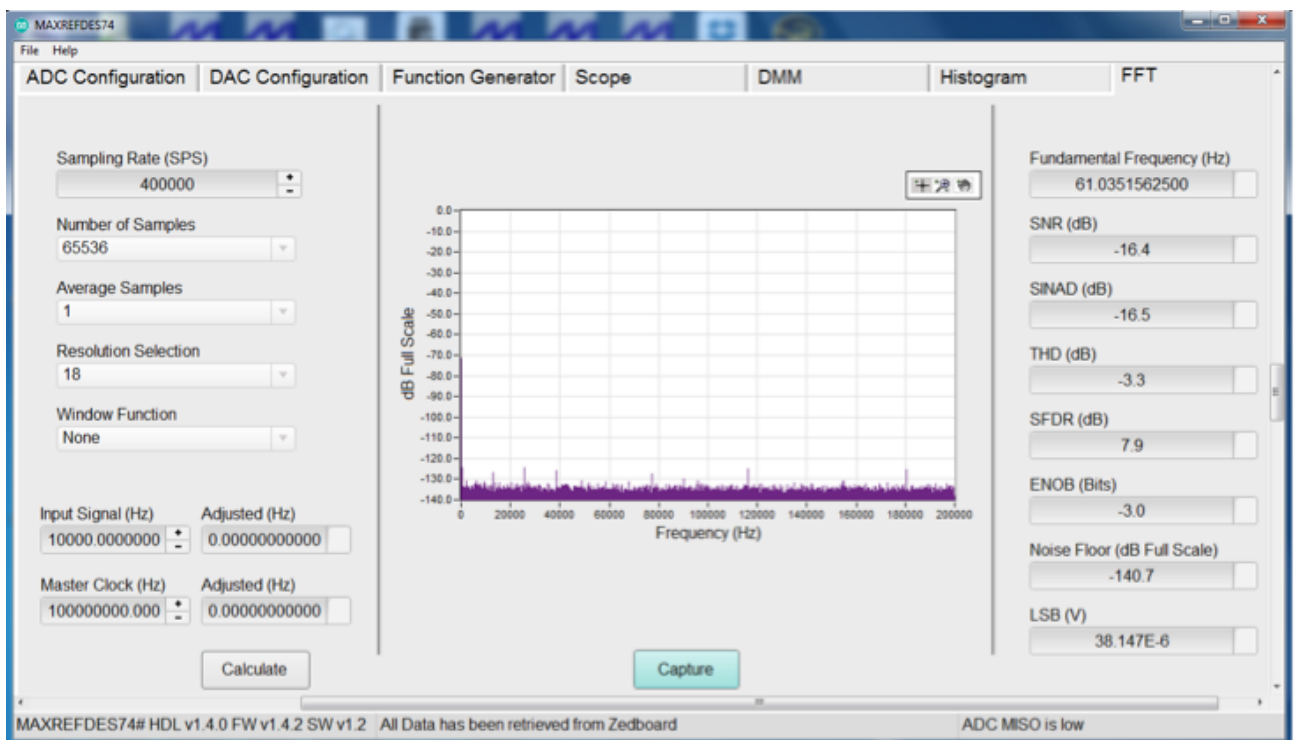 MAXREFDES74
File Help
ADC Configuration DAC Configuration Function Generator Scope DMM Histogram FFT
Sampling Rate (SPS)
400000
Number of Samples
65536
Average Samples
1
Resolution Selection
18
Window Function
None
Input Signal (Hz) Adjusted (Hz)
10000.0000000 0.00000000000
Master Clock (Hz) Adjusted (Hz)
100000000.000 0.00000000000
Calculate
dB Full Scale
0.0
-10.0
-20.0
-30.0
-40.0
-50.0
-60.0
-70.0
-80.0
-90.0
-100.0
-110.0
-120.0
-130.0
-140.0
0 20000 40000 60000 80000 100000 120000 140000 160000 180000 200000
Frequency (Hz)
Capture
Fundamental Frequency (Hz)
61.0351562500
SNR (dB)
-16.4
SINAD (dB)
-16.5
THD (dB)
-3.3
SFDR (dB)
7.9
ENOB (Bits)
-3.0
Noise Floor (dB Full Scale)
-140.7
LSB (V)
38.147E-6
MAXREFDES74# HDL v1.4.0 FW v1.4.2 SW v1.2 All Data has been retrieved from Zedboard ADC MISO is low